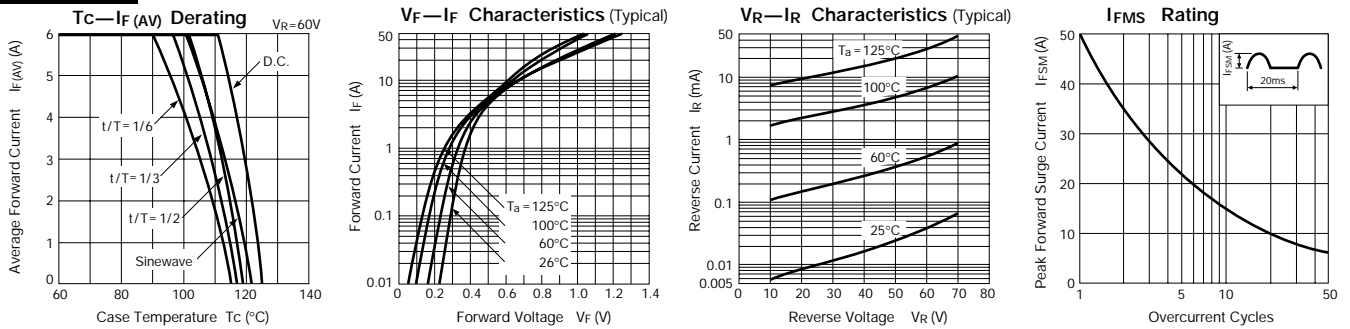 Tc—IF (AV) Derating
VR=60V
Average Forward Current IF(AV) (A)
6
5
4
3
2
1
0
D.C.
t/T=1/6
t/T=1/3
t/T=1/2
Sinewave
60 80 100 120 140
Case Temperature Tc (°C)
VF—IF Characteristics (Typical)
Forward Current IF (A)
50
10
1
0.1
0.01
Ta=125°C
100°C
60°C
26°C
0 0.2 0.4 0.6 0.8 1.0 1.2 1.4
Forward Voltage VF (V)
VR—IR Characteristics (Typical)
Reverse Current IR (mA)
50
10
1
0.1
0.01
0.005
Ta=125°C
100°C
60°C
25°C
0 10 20 30 40 50 60 70 80
Reverse Voltage VR (V)
IFMS Rating
Peak Forward Surge Current IFSM (A)
50
40
30
20
10
0
IFSM (A)
20ms
1 5 10 50
Overcurrent Cycles